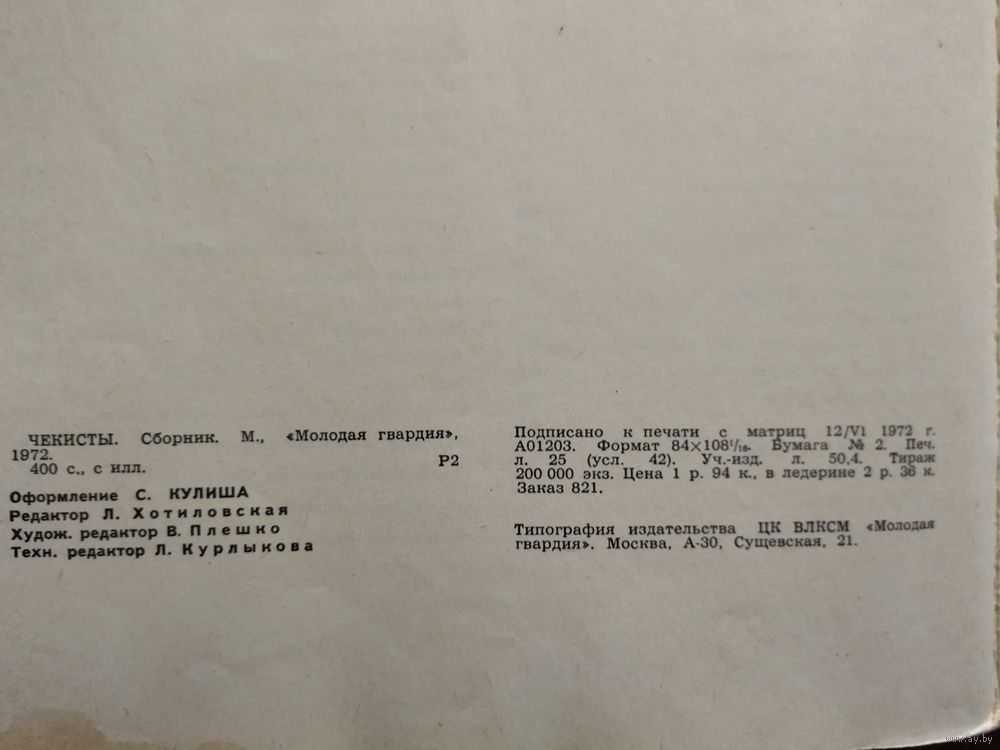 ЧЕКИСТЫ. Сборник. М., «Молодая гвардия»,
1972.
400 с., с илл.
Р2
Оформление С. КУЛИША
Редактор Л. Хотиловская
Худож. редактор В. Плешко
Техн. редактор Л. Курлыкова
Подписано к печати с матриц 12/VI 1972 г.
А01203. Формат 84×108¹/₁₆. Бумага № 2. Печ.
л. 25 (усл. 42). Уч.-изд. л. 50,4. Тираж
200 000 экз. Цена 1 р. 94 к., в ледерине 2 р. 36 к.
Заказ 821.
Типография издательства ЦК ВЛКСМ «Молодая
гвардия». Москва, А-30, Сущевская, 21.
www.ay.by